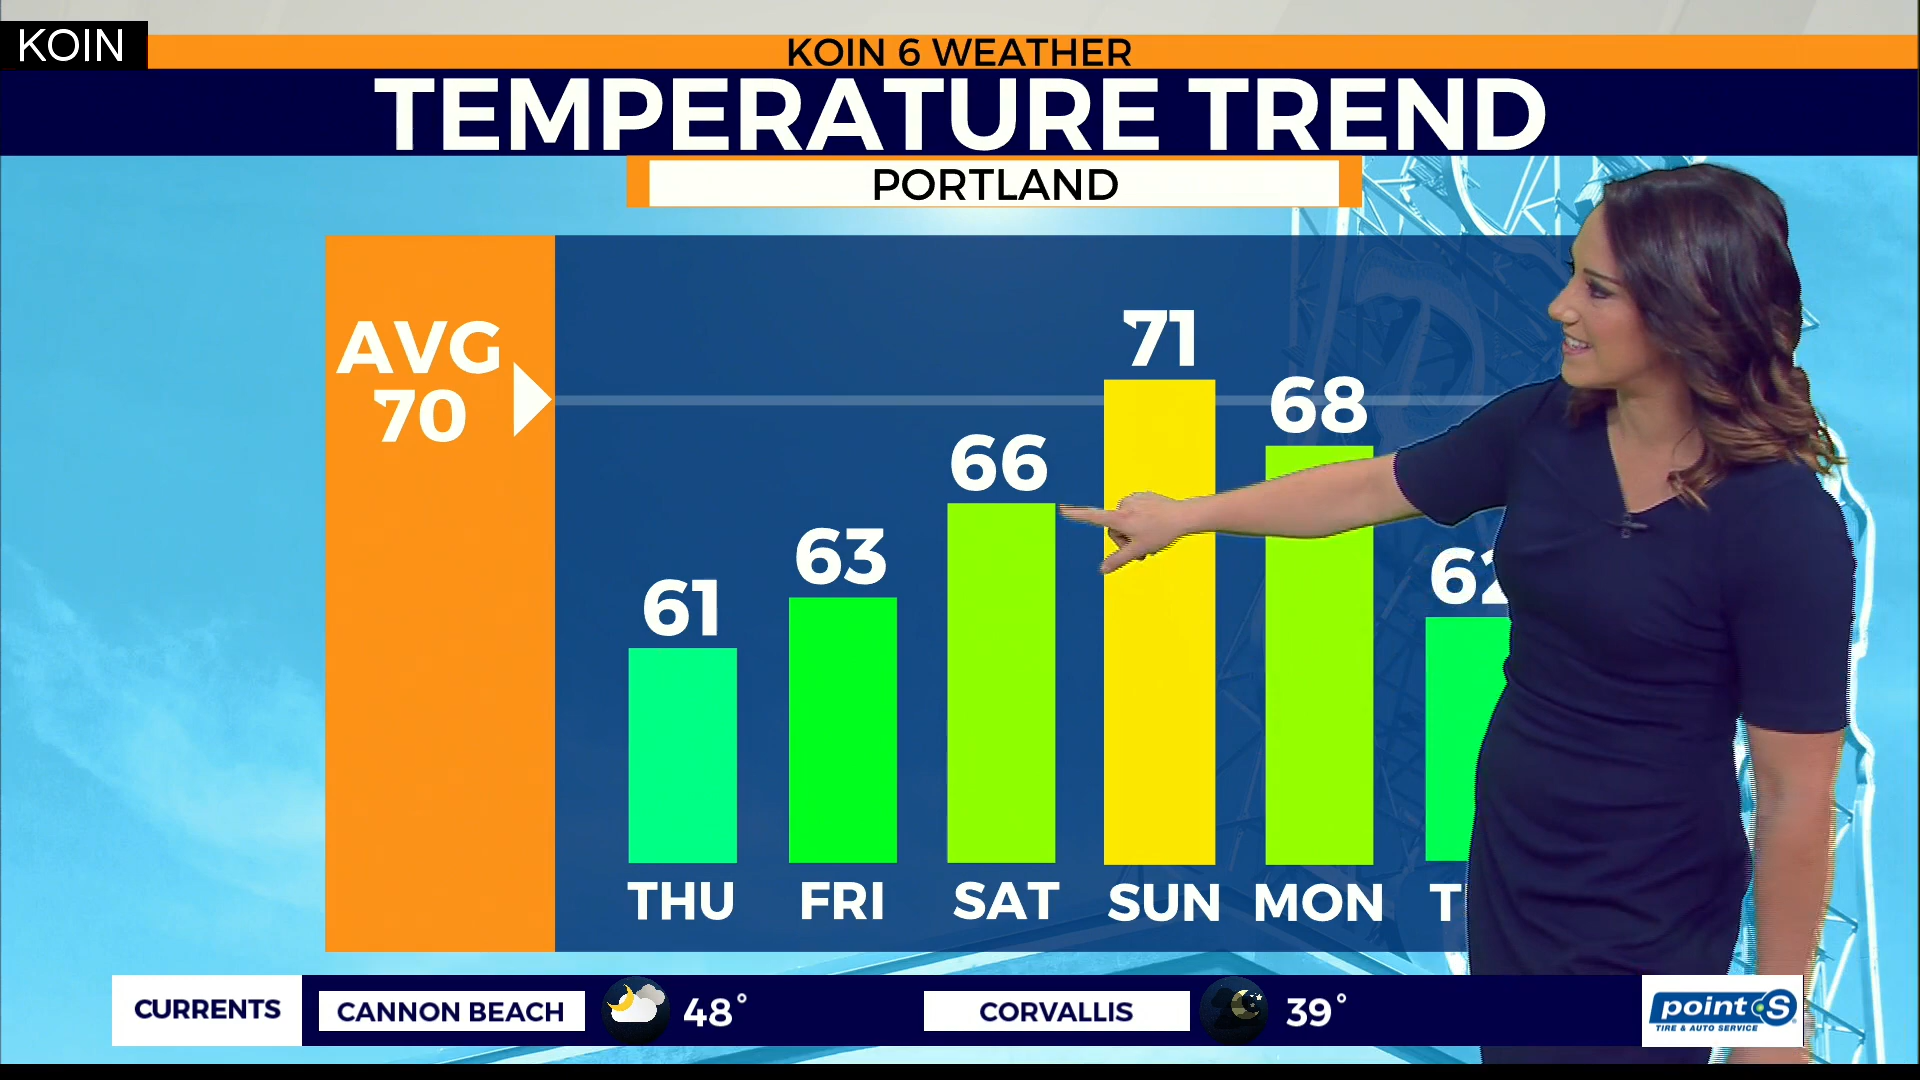 KOIN
KOIN 6 WEATHER
TEMPERATURE TREND
PORTLAND
AVG
70
61
63
66
71
68
THU
FRI
SAT
SUN
MON
CURRENTS
CANNON BEACH
48°
CORVALLIS
39°
point S
TIRE & AUTO SERVICE